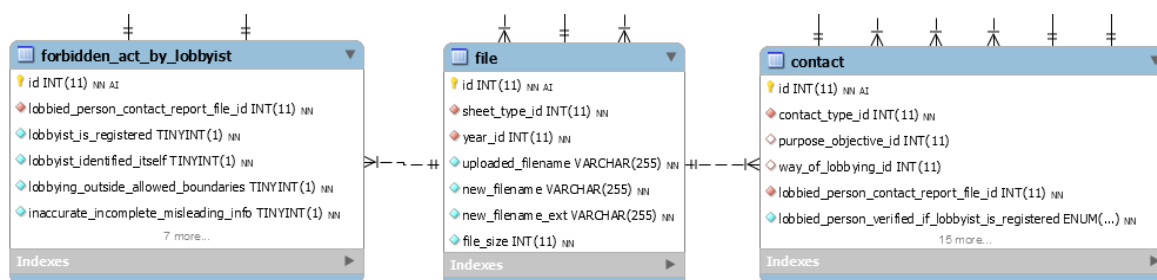 forbidden_act_by_lobbyist
id INT(11) NN AI
lobbied_person_contact_report_file_id INT(11) NN
lobbyist_is_registered TINYINT(1) NN
lobbyist_identified_itself TINYINT(1) NN
lobbying_outside_allowed_boundaries TINYINT(1) NN
inaccurate_incomplete_misleading_info TINYINT(1) NN
7 more...
Indexes
file
id INT(11) NN AI
sheet_type_id INT(11) NN
year_id INT(11) NN
uploaded_filename VARCHAR(255) NN
new_filename VARCHAR(255) NN
new_filename_ext VARCHAR(255) NN
file_size INT(11) NN
Indexes
contact
id INT(11) NN AI
contact_type_id INT(11) NN
purpose_objective_id INT(11)
way_of_lobbying_id INT(11)
lobbied_person_contact_report_file_id INT(11) NN
lobbied_person_verified_if_lobbyist_is_registered ENUM(...) NN
15 more...
Indexes